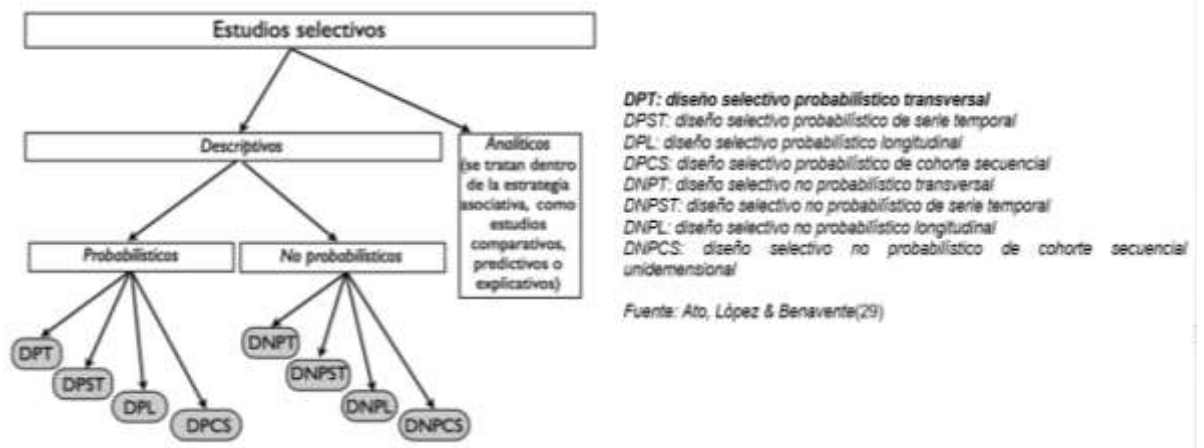 Estudios selectivos
Descriptivos
Analíticos
(se tratan dentro
de la estrategia
asociativa, como
estudios
comparativos,
predictivos o
explicativos)
Probabilísticos
No probabilísticos
DPT
DPST
DPL
DPCS
DNPT
DNPST
DNPL
DNPCS
DPT: diseño selectivo probabilístico transversal
DPST: diseño selectivo probabilístico de serie temporal
DPL: diseño selectivo probabilístico longitudinal
DPCS: diseño selectivo probabilístico de cohorte secuencial
DNPT: diseño selectivo no probabilístico transversal
DNPST: diseño selectivo no probabilístico de serie temporal
DNPL: diseño selectivo no probabilístico longitudinal
DNPCS: diseño selectivo no probabilístico de cohorte secuencial
unidemensional
Fuente: Ato, López & Benavente(29)